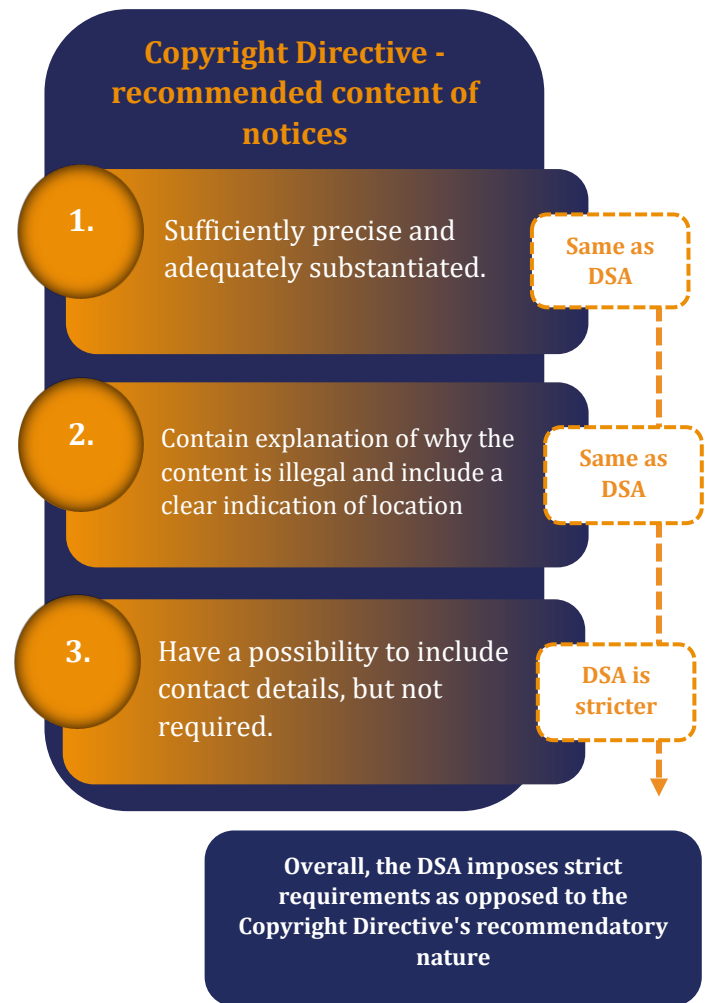 Copyright Directive -
recommended content of
notices
1.
Sufficiently precise and
adequately substantiated.
Same as
DSA
2.
Contain explanation of why the
content is illegal and include a
clear indication of location
Same as
DSA
3.
Have a possibility to include
contact details, but not
required.
DSA is
stricter
Overall, the DSA imposes strict
requirements as opposed to the
Copyright Directive's recommendatory
nature